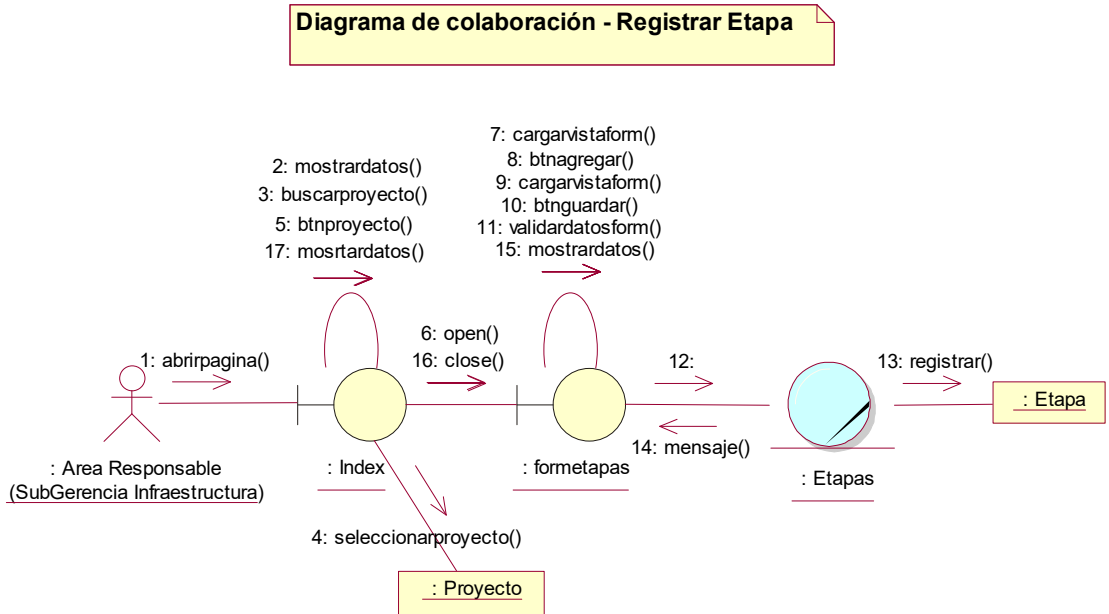 Diagrama de colaboración - Registrar Etapa
7: cargarvistaform()
8: btnagregar()
9: cargarvistaform()
10: btnguardar()
11: validardatosform()
15: mostrardatos()
2: mostrardatos()
3: buscarproyecto()
5: btnproyecto()
17: mosrtardatos()
6: open()
16: close()
1: abrirpagina()
12:
13: registrar()
: Etapa
14: mensaje()
: Area Responsable
(SubGerencia Infraestructura)
: Index
: formetapas
: Etapas
4: seleccionarproyecto()
: Proyecto